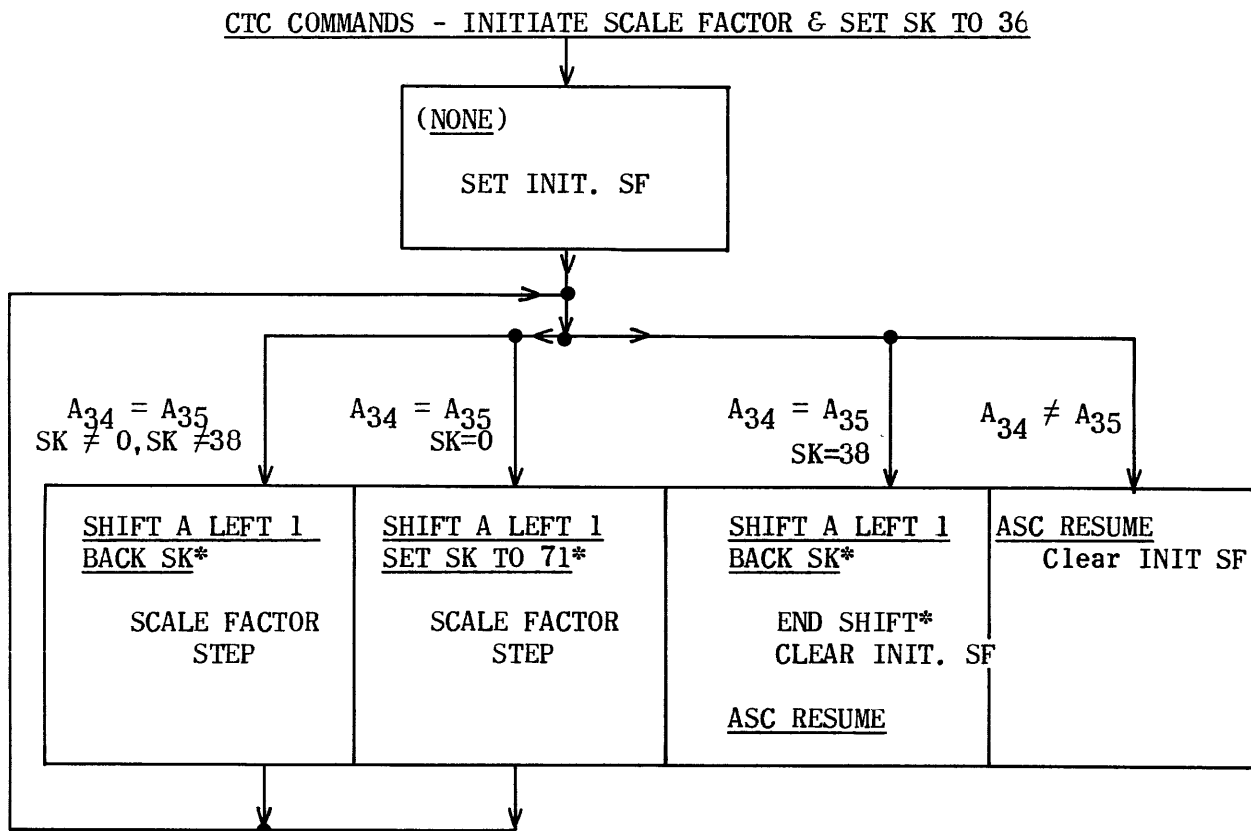 CTC COMMANDS - INITIATE SCALE FACTOR & SET SK TO 36
(NONE)
SET INIT. SF
A34 = A35
SK ≠ 0, SK ≠38
A34 = A35
SK=0
A34 = A35
SK=38
A34 ≠ A35
SHIFT A LEFT 1
BACK SK*
SCALE FACTOR
STEP
SHIFT A LEFT 1
SET SK TO 71*
SCALE FACTOR
STEP
SHIFT A LEFT 1
BACK SK*
END SHIFT*
CLEAR INIT. SF
ASC RESUME
ASC RESUME
Clear INIT SF